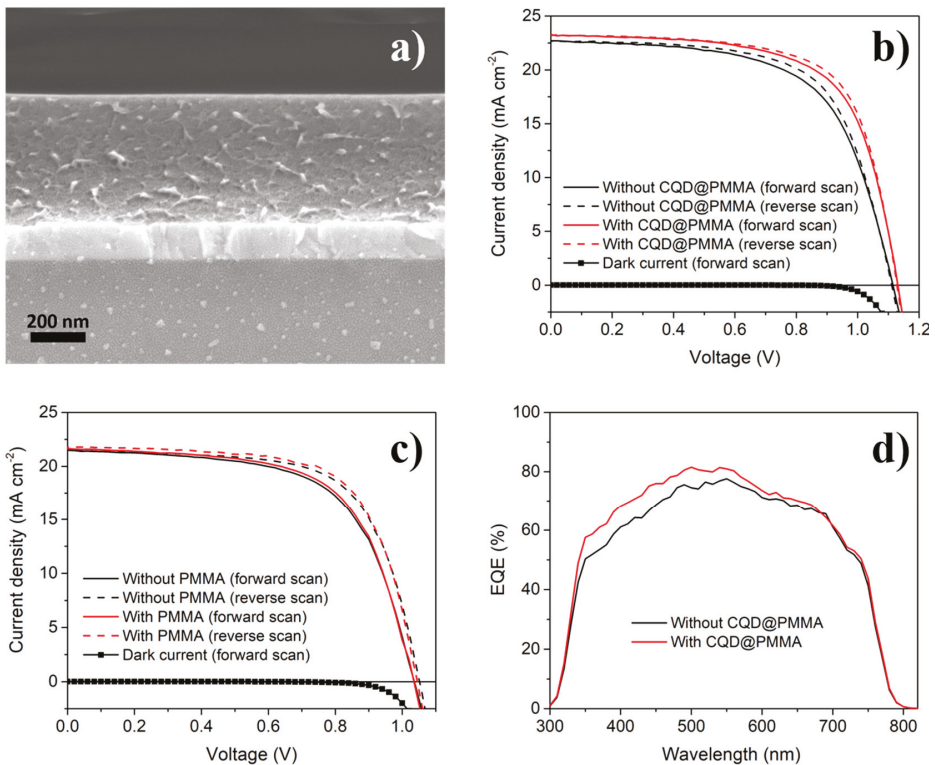 a)
200 nm
b)
25
20
15
10
5
0
Current density (mA cm⁻²)
Without CQD@PMMA (forward scan)
Without CQD@PMMA (reverse scan)
With CQD@PMMA (forward scan)
With CQD@PMMA (reverse scan)
Dark current (forward scan)
0.0 0.2 0.4 0.6 0.8 1.0 1.2
Voltage (V)
c)
25
20
15
10
5
0
Current density (mA cm⁻²)
Without PMMA (forward scan)
Without PMMA (reverse scan)
With PMMA (forward scan)
With PMMA (reverse scan)
Dark current (forward scan)
0.0 0.2 0.4 0.6 0.8 1.0
Voltage (V)
d)
100
80
60
40
20
0
EQE (%)
Without CQD@PMMA
With CQD@PMMA
300 400 500 600 700 800
Wavelength (nm)